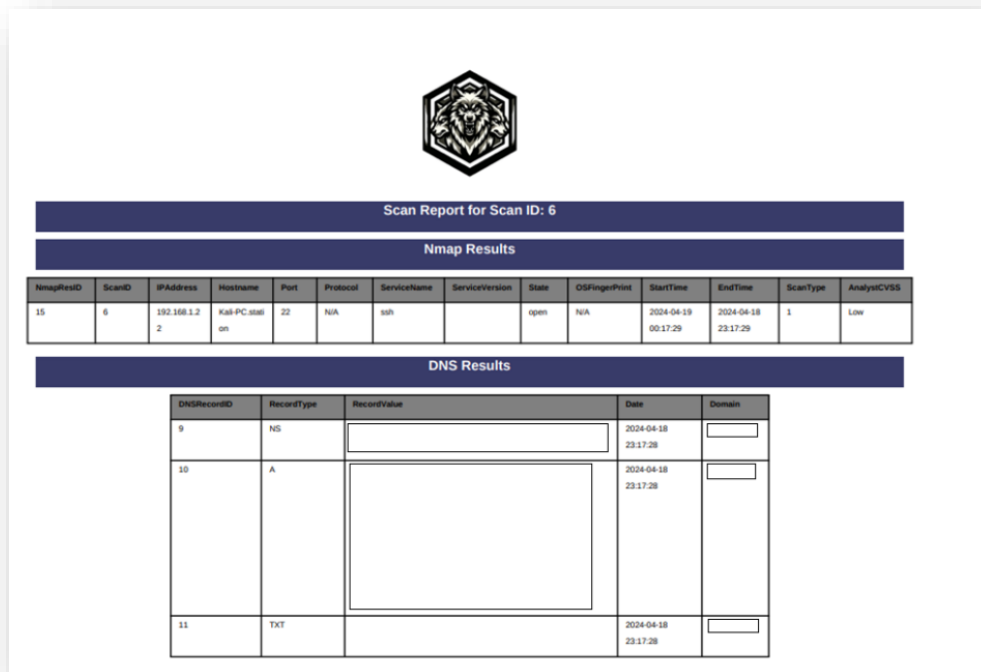 Scan Report for Scan ID: 6
Nmap Results
NmapResID ScanID IPAddress Hostname Port Protocol ServiceName ServiceVersion State OSFingerPrint StartTime EndTime ScanType AnalystCVSS
15 6 192.168.1.2 Kali-PC.stati 22 N/A ssh open N/A 2024-04-19 2024-04-18 1 Low
2 on 00:17:29 23:17:29
DNS Results
DNSRecordID RecordType RecordValue Date Domain
9 NS 2024-04-18
23:17:28
10 A 2024-04-18
23:17:28
11 TXT 2024-04-18
23:17:28